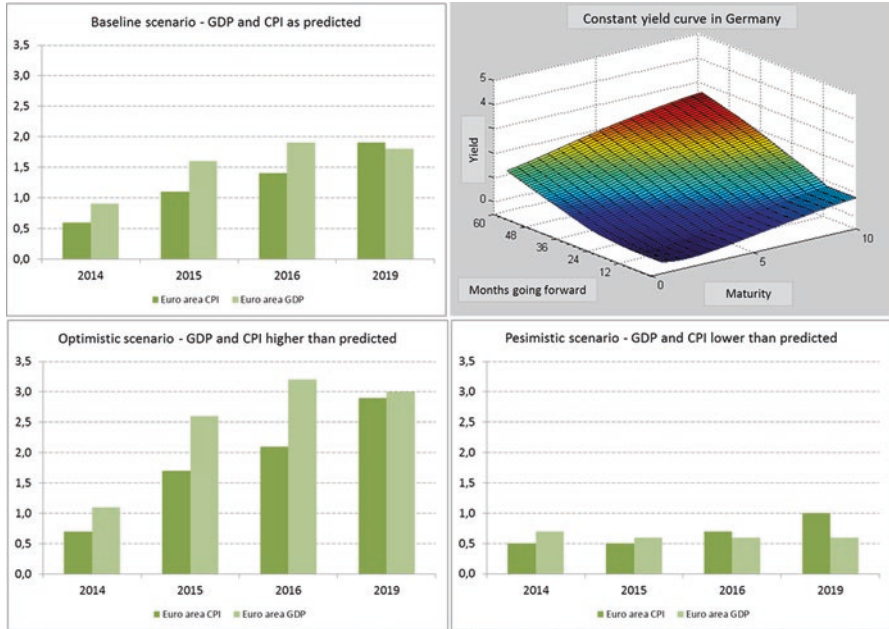 Baseline scenario - GDP and CPI as predicted
3,5
3,0
2,5
2,0
1,5
1,0
0,5
0,0
2014 2015 2016 2019
Euro area CPI Euro area GDP
Constant yield curve in Germany
5
4
0
Yield
60 48 36 24 12 0 5 10
Months going forward Maturity
Optimistic scenario - GDP and CPI higher than predicted
3,5
3,0
2,5
2,0
1,5
1,0
0,5
0,0
2014 2015 2016 2019
Euro area CPI Euro area GDP
Pesimistic scenario - GDP and CPI lower than predicted
3,5
3,0
2,5
2,0
1,5
1,0
0,5
0,0
2014 2015 2016 2019
Euro area CPI Euro area GDP